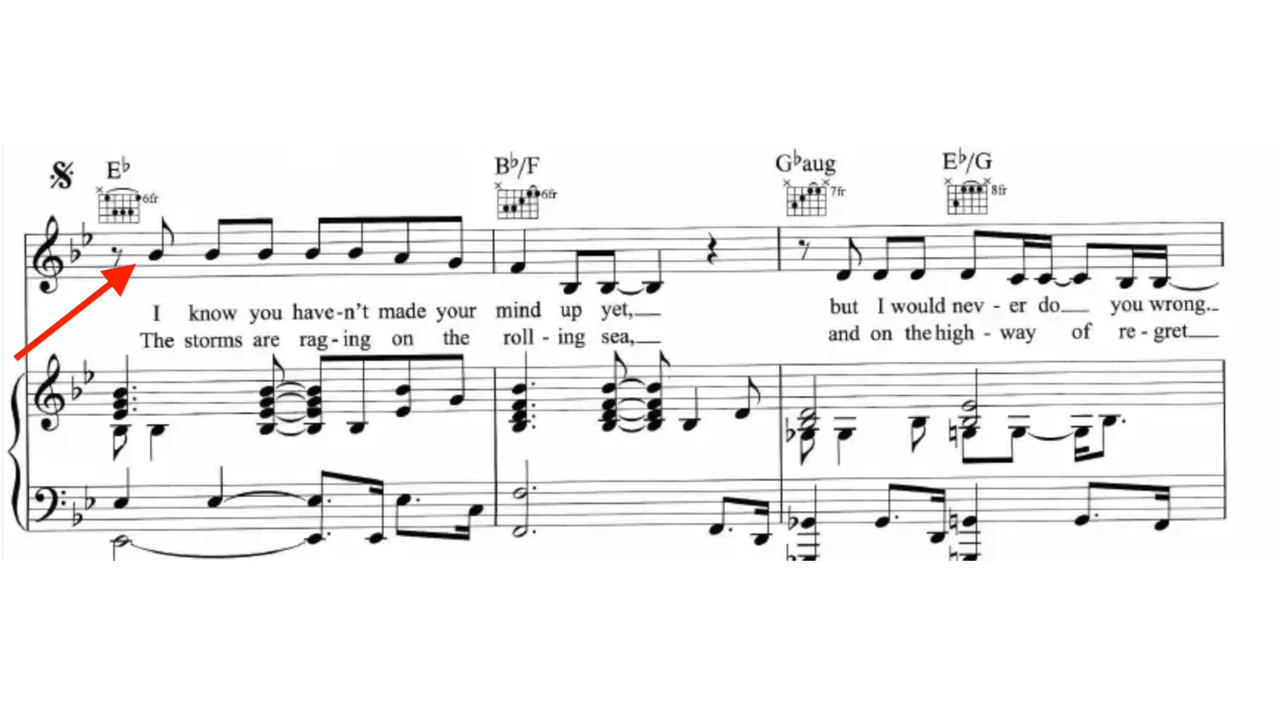 E♭ B♭/F G♭aug E♭/G
6fr 6fr 7fr 8fr
I know you have-n't made your mind up yet, but I would nev-er do you wrong.
The storms are rag-ing on the roll-ing sea, and on the high-way of re-gret